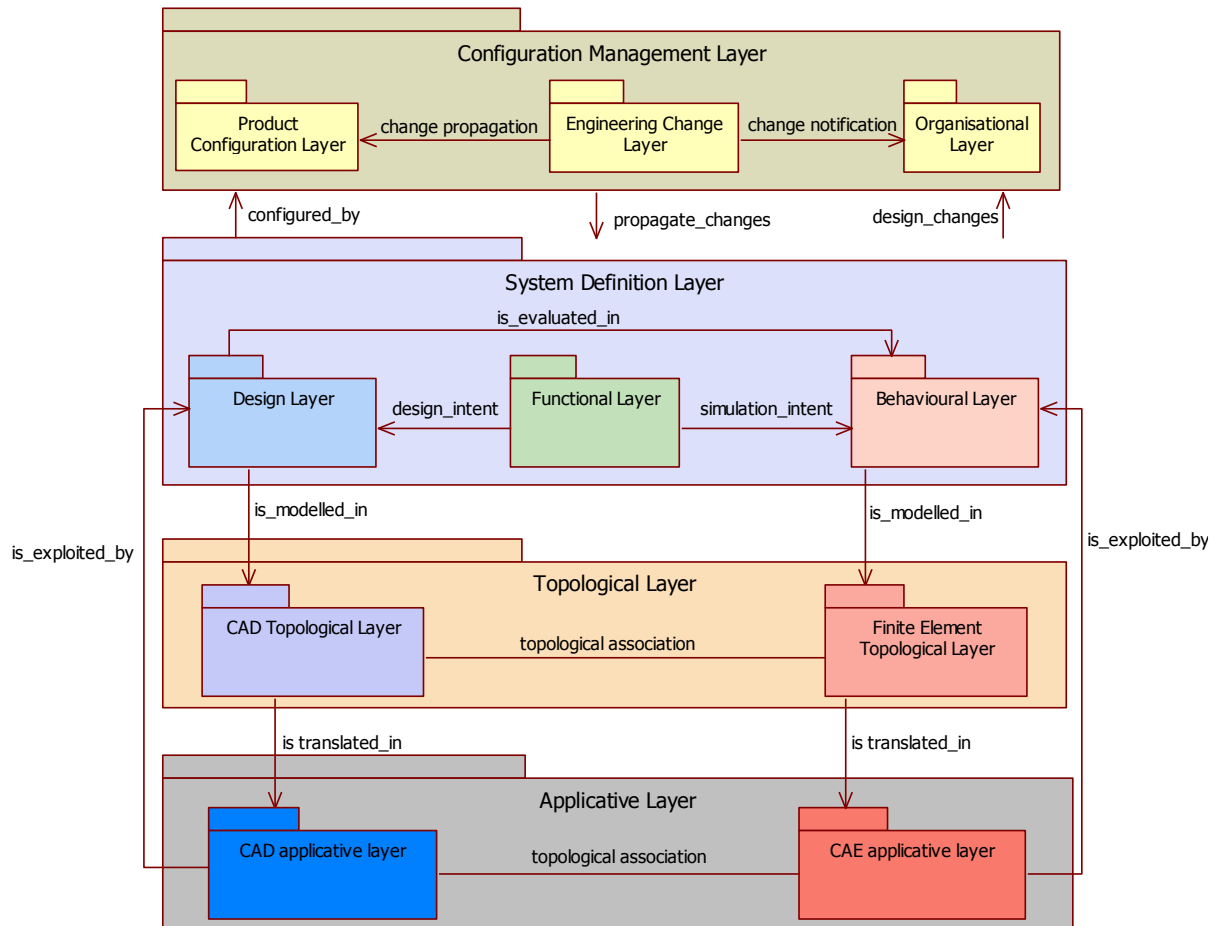 Configuration Management Layer
Product
Configuration Layer
change propagation
Engineering Change
Layer
change notification
Organisational
Layer
configured_by
propagate_changes
design_changes
System Definition Layer
is_evaluated_in
Design Layer
design_intent
Functional Layer
simulation_intent
Behavioural Layer
is_modelled_in
is_modelled_in
is_exploited_by
is_exploited_by
Topological Layer
CAD Topological Layer
topological association
Finite Element
Topological Layer
is translated_in
is translated_in
Applicative Layer
CAD applicative layer
topological association
CAE applicative layer